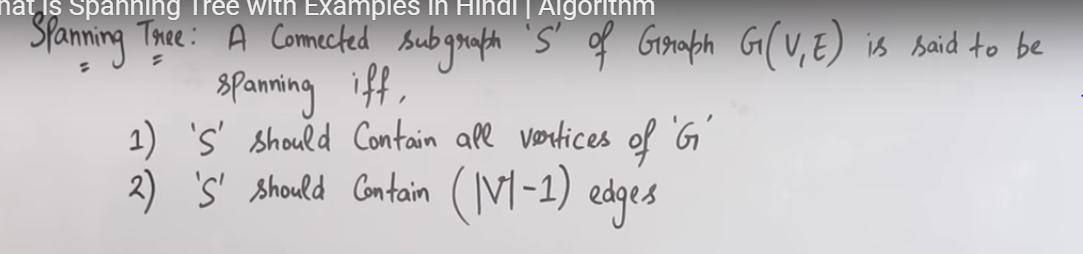 hat is Spanning Tree with Examples in Hindi | Algorithm
Spanning Tree: A Connected subgraph 'S' of Graph G(V,E) is said to be
spanning iff,
1) 'S' should Contain all vertices of 'G'
2) 'S' should Contain (|V|-1) edges